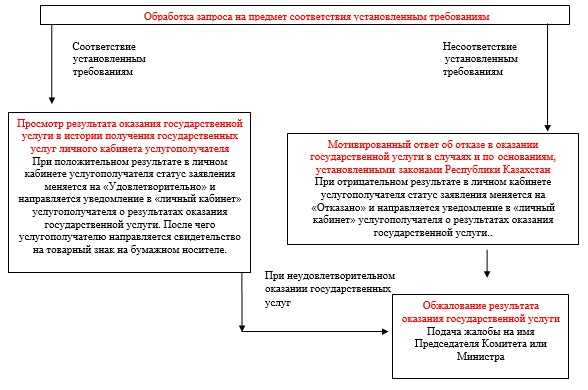 Обработка запроса на предмет соответствия установленным требованиям
Соответствие
установленным
требованиям
Несоответствие
установленным
требованиям
Просмотр результата оказания государственной
услуги в истории получения государственных
услуг личного кабинета услугополучателя
При положительном результате в личном
кабинете услугополучателя статус заявления
меняется на «Удовлетворительно» и
направляется уведомление в «личный кабинет»
услугополучателя о результатах оказания
государственной услуги. После чего
услугополучателю направляется свидетельство
на товарный знак на бумажном носителе.
Мотивированный ответ об отказе в оказании
государственной услуги в случаях и по основаниям,
установленными законами Республики Казахстан
При отрицательном результате в личном кабинете
услугополучателя статус заявления меняется на
«Отказано» и направляется уведомление в «личный
кабинет» услугополучателя о результатах оказания
государственной услуги..
При неудовлетворительном
оказании государственных
услуг
Обжалование результата
оказания государственной услуги
Подача жалобы на имя
Председателя Комитета или
Министра